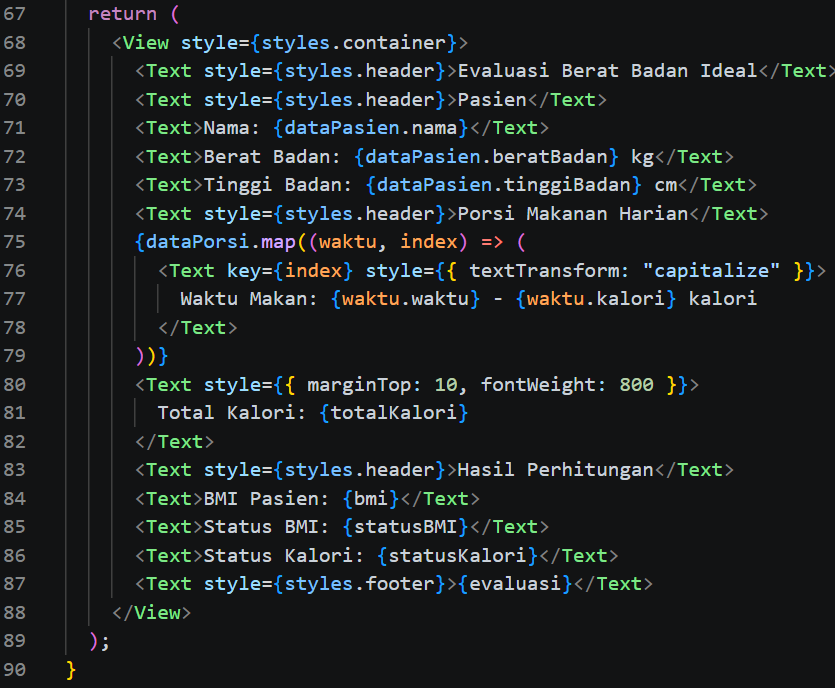 67 return (
68 <View style={styles.container}>
69 <Text style={styles.header}>Evaluasi Berat Badan Ideal</Text>
70 <Text style={styles.header}>Pasien</Text>
71 <Text>Nama: {dataPasien.nama}</Text>
72 <Text>Berat Badan: {dataPasien.beratBadan} kg</Text>
73 <Text>Tinggi Badan: {dataPasien.tinggiBadan} cm</Text>
74 <Text style={styles.header}>Porsi Makanan Harian</Text>
75 {dataPorsi.map((waktu, index) => (
76 <Text key={index} style={{ textTransform: "capitalize" }}>
77 Waktu Makan: {waktu.waktu} - {waktu.kalori} kalori
78 </Text>
79 ))}
80 <Text style={{ marginTop: 10, fontWeight: 800 }}>
81 Total Kalori: {totalKalori}
82 </Text>
83 <Text style={styles.header}>Hasil Perhitungan</Text>
84 <Text>BMI Pasien: {bmi}</Text>
85 <Text>Status BMI: {statusBMI}</Text>
86 <Text>Status Kalori: {statusKalori}</Text>
87 <Text style={styles.footer}>{evaluasi}</Text>
88 </View>
89 );
90 }